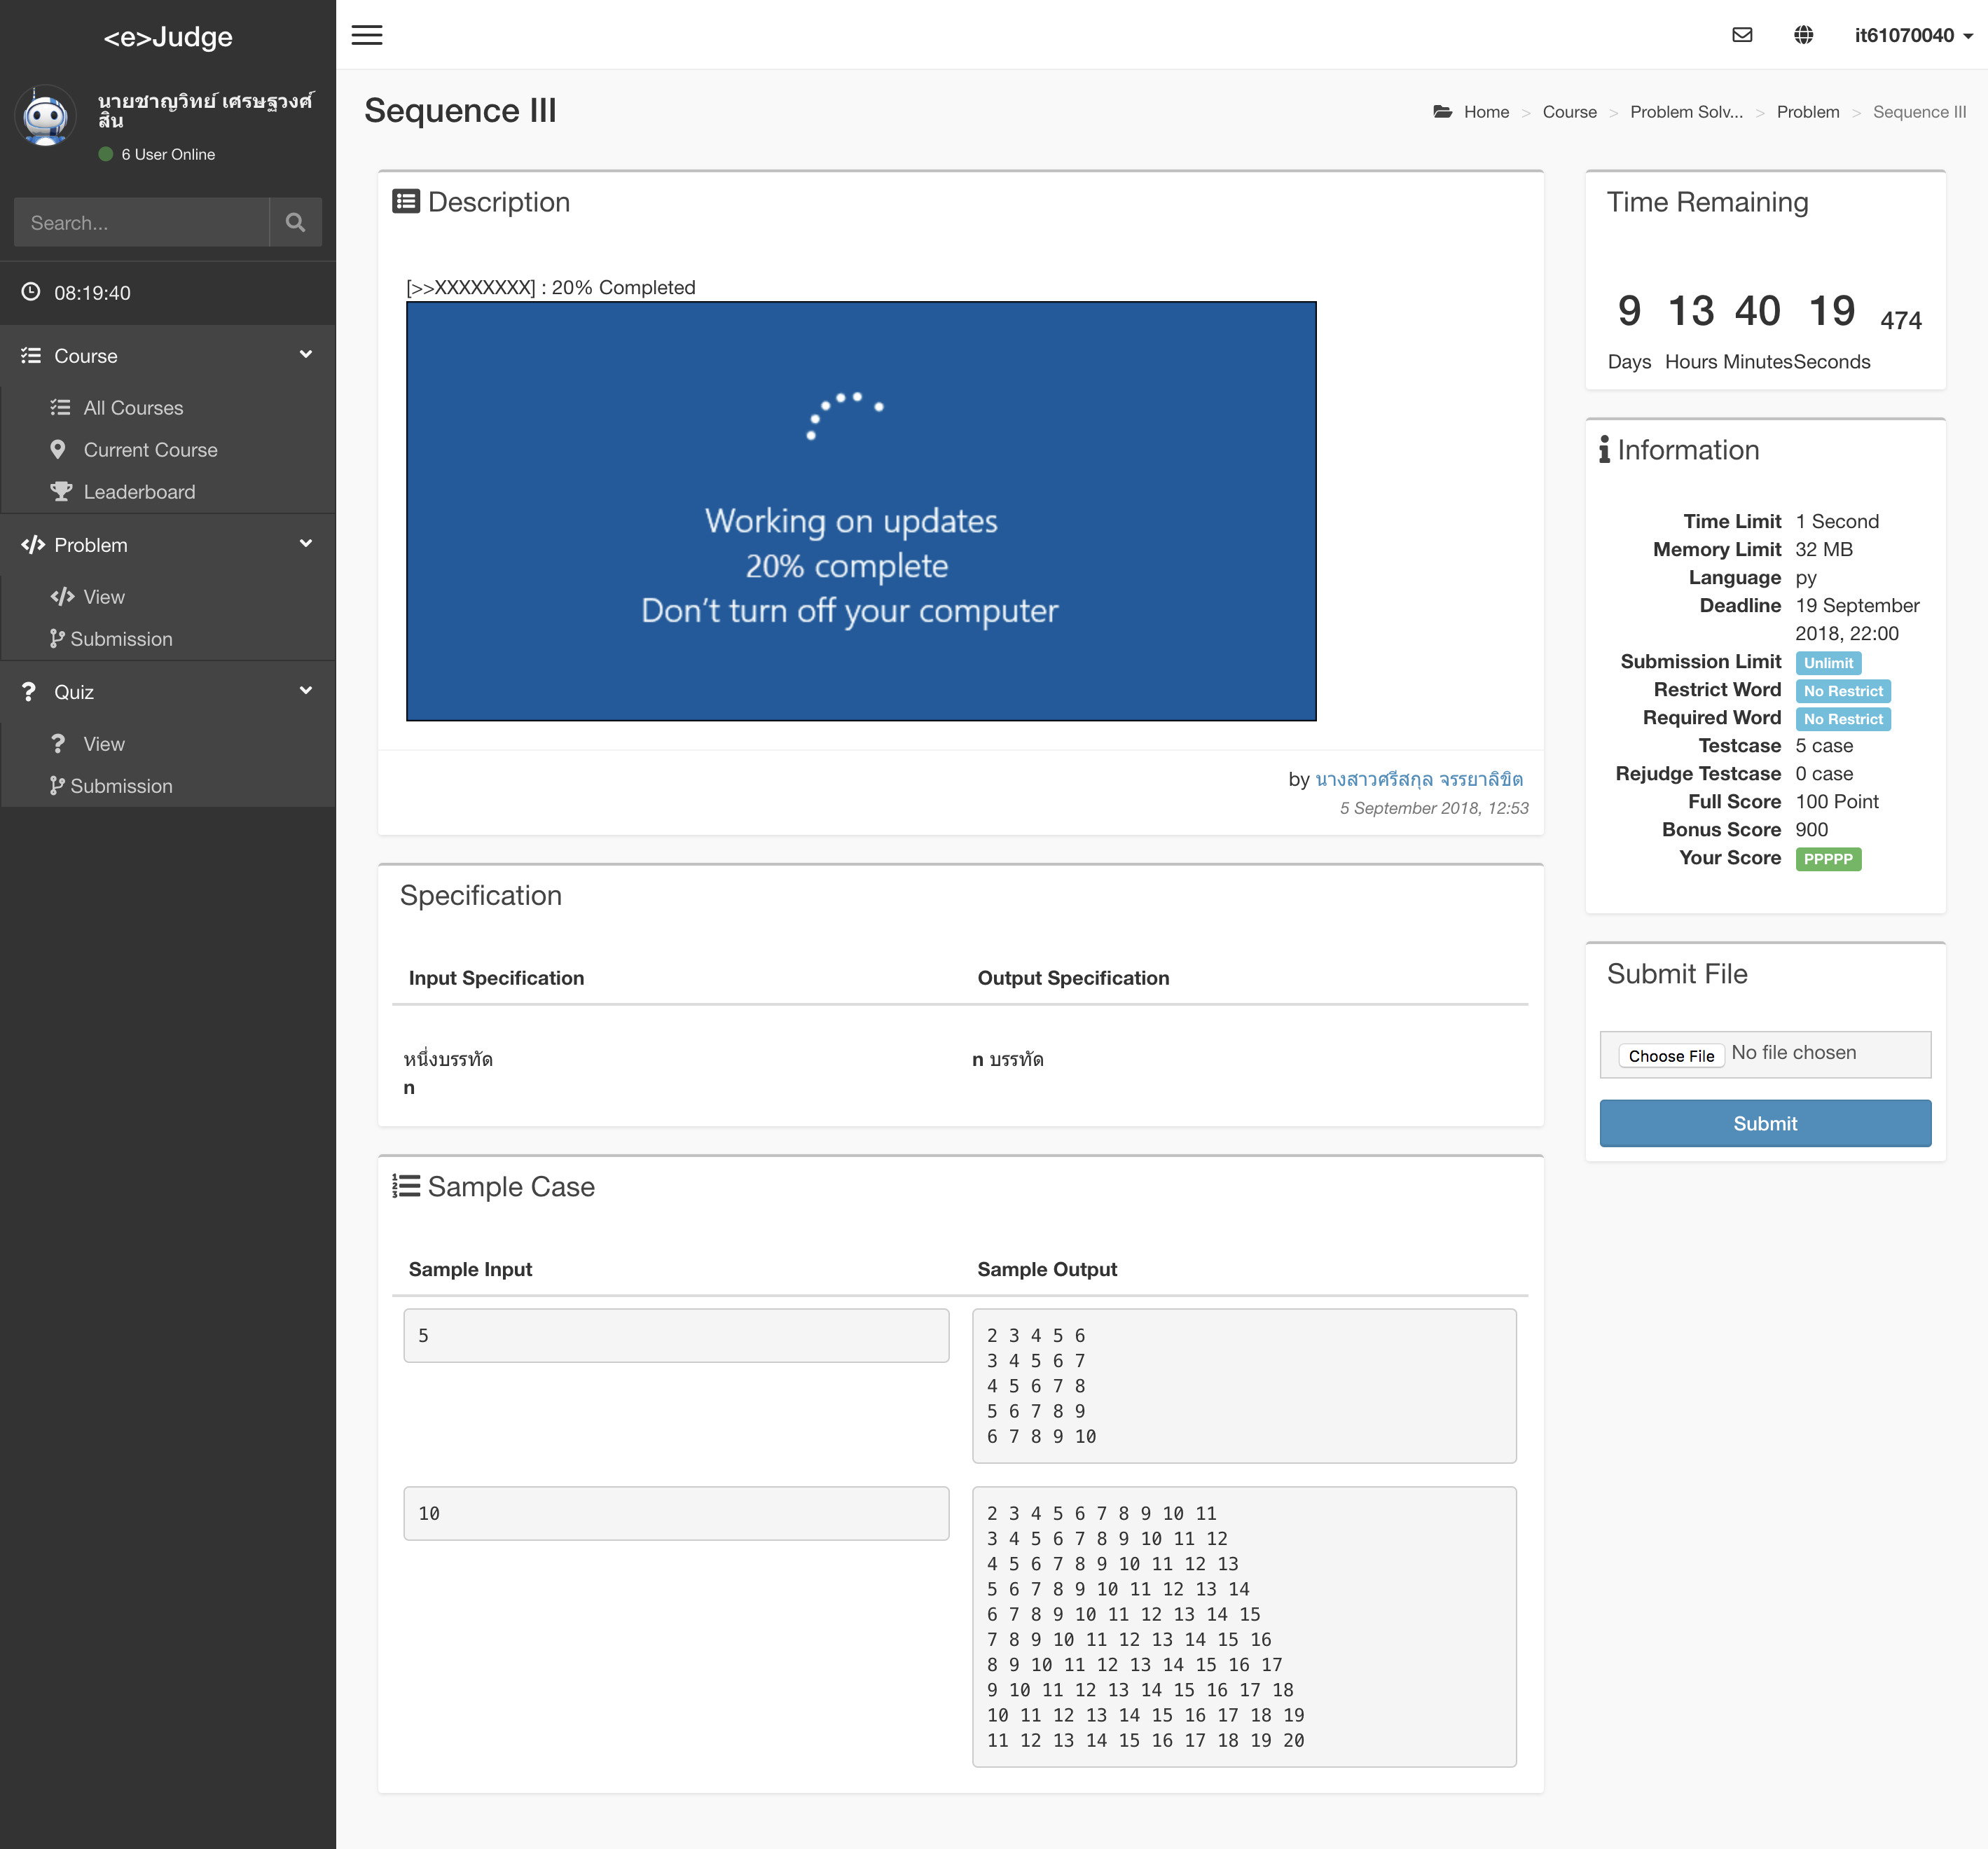 <e>Judge
นายชาญวิทย์ เศรษฐวงศ์
สิน
6 User Online
Search...
08:19:40
Course
All Courses
Current Course
Leaderboard
Problem
View
Submission
Quiz
View
Submission
it61070040
Sequence III
Home > Course > Problem Solv... > Problem > Sequence III
Description
[>>XXXXXXXX] : 20% Completed
Working on updates
20% complete
Don't turn off your computer
by นางสาวศรีสกุล จรรยาลิขิต
5 September 2018, 12:53
Specification
Input Specification
Output Specification
หนึ่งบรรทัด
n
n บรรทัด
Sample Case
Sample Input
Sample Output
5
2 3 4 5 6
3 4 5 6 7
4 5 6 7 8
5 6 7 8 9
6 7 8 9 10
10
2 3 4 5 6 7 8 9 10 11
3 4 5 6 7 8 9 10 11 12
4 5 6 7 8 9 10 11 12 13
5 6 7 8 9 10 11 12 13 14
6 7 8 9 10 11 12 13 14 15
7 8 9 10 11 12 13 14 15 16
8 9 10 11 12 13 14 15 16 17
9 10 11 12 13 14 15 16 17 18
10 11 12 13 14 15 16 17 18 19
11 12 13 14 15 16 17 18 19 20
Time Remaining
9 13 40 19 474
Days Hours Minutes Seconds
Information
Time Limit 1 Second
Memory Limit 32 MB
Language py
Deadline 19 September
2018, 22:00
Submission Limit Unlimit
Restrict Word No Restrict
Required Word No Restrict
Testcase 5 case
Rejudge Testcase 0 case
Full Score 100 Point
Bonus Score 900
Your Score PPPPP
Submit File
Choose File No file chosen
Submit